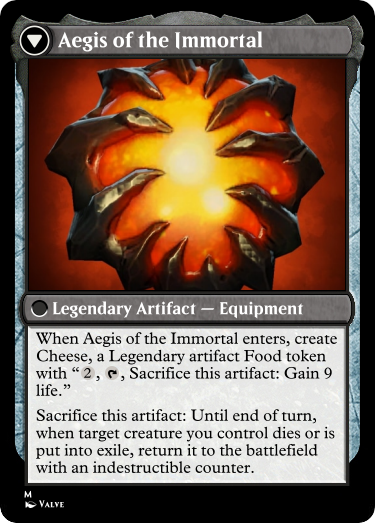 Aegis of the Immortal
Legendary Artifact — Equipment
When Aegis of the Immortal enters, create
Cheese, a Legendary artifact Food token
with “2, , Sacrifice this artifact: Gain 9
life.”
Sacrifice this artifact: Until end of turn,
when target creature you control dies or is
put into exile, return it to the battlefield
with an indestructible counter.
M
Valve